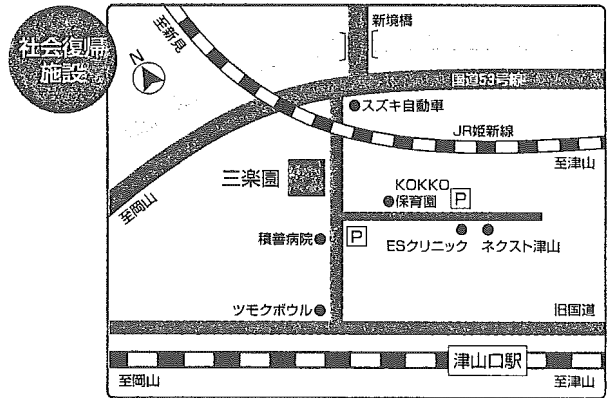 社会復帰
施設
至新見
新境橋
N
国道53号線
スズキ自動車
JR姫新線
至津山
至岡山
三楽園
KOKKO
保育園
P
積善病院
P
ESクリニック
ネクスト津山
ツモクボウル
旧国道
津山口駅
至岡山
至津山